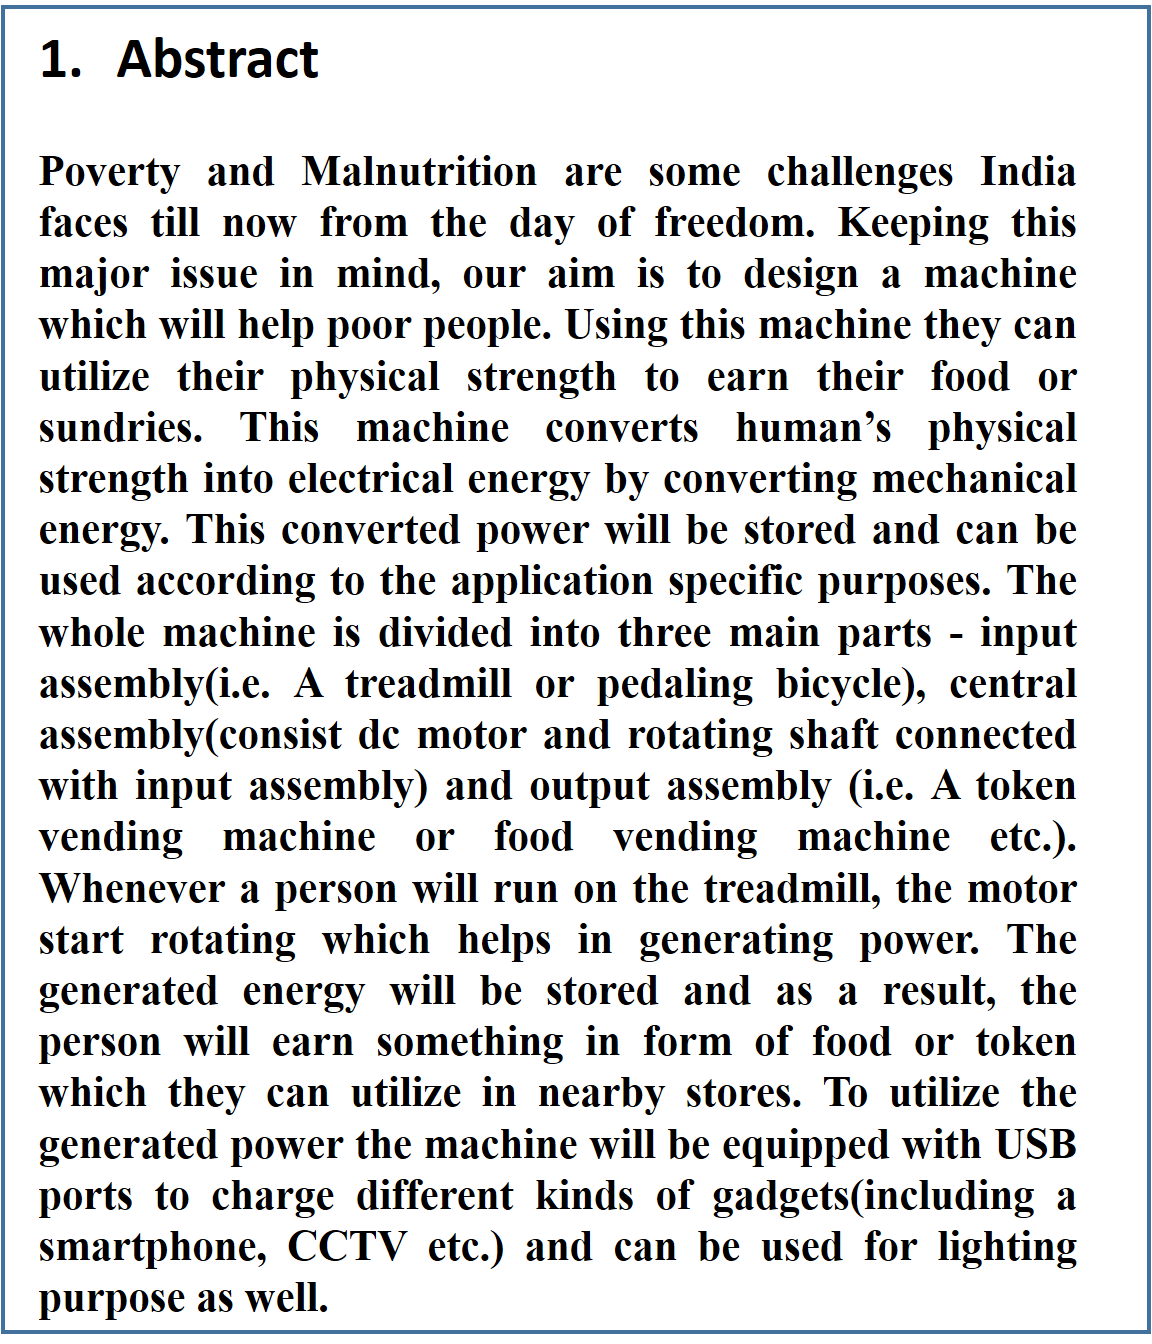 1. Abstract
Poverty and Malnutrition are some challenges India
faces till now from the day of freedom. Keeping this
major issue in mind, our aim is to design a machine
which will help poor people. Using this machine they can
utilize their physical strength to earn their food or
sundries. This machine converts human’s physical
strength into electrical energy by converting mechanical
energy. This converted power will be stored and can be
used according to the application specific purposes. The
whole machine is divided into three main parts - input
assembly(i.e. A treadmill or pedaling bicycle), central
assembly(consist dc motor and rotating shaft connected
with input assembly) and output assembly (i.e. A token
vending machine or food vending machine etc.).
Whenever a person will run on the treadmill, the motor
start rotating which helps in generating power. The
generated energy will be stored and as a result, the
person will earn something in form of food or token
which they can utilize in nearby stores. To utilize the
generated power the machine will be equipped with USB
ports to charge different kinds of gadgets(including a
smartphone, CCTV etc.) and can be used for lighting
purpose as well.